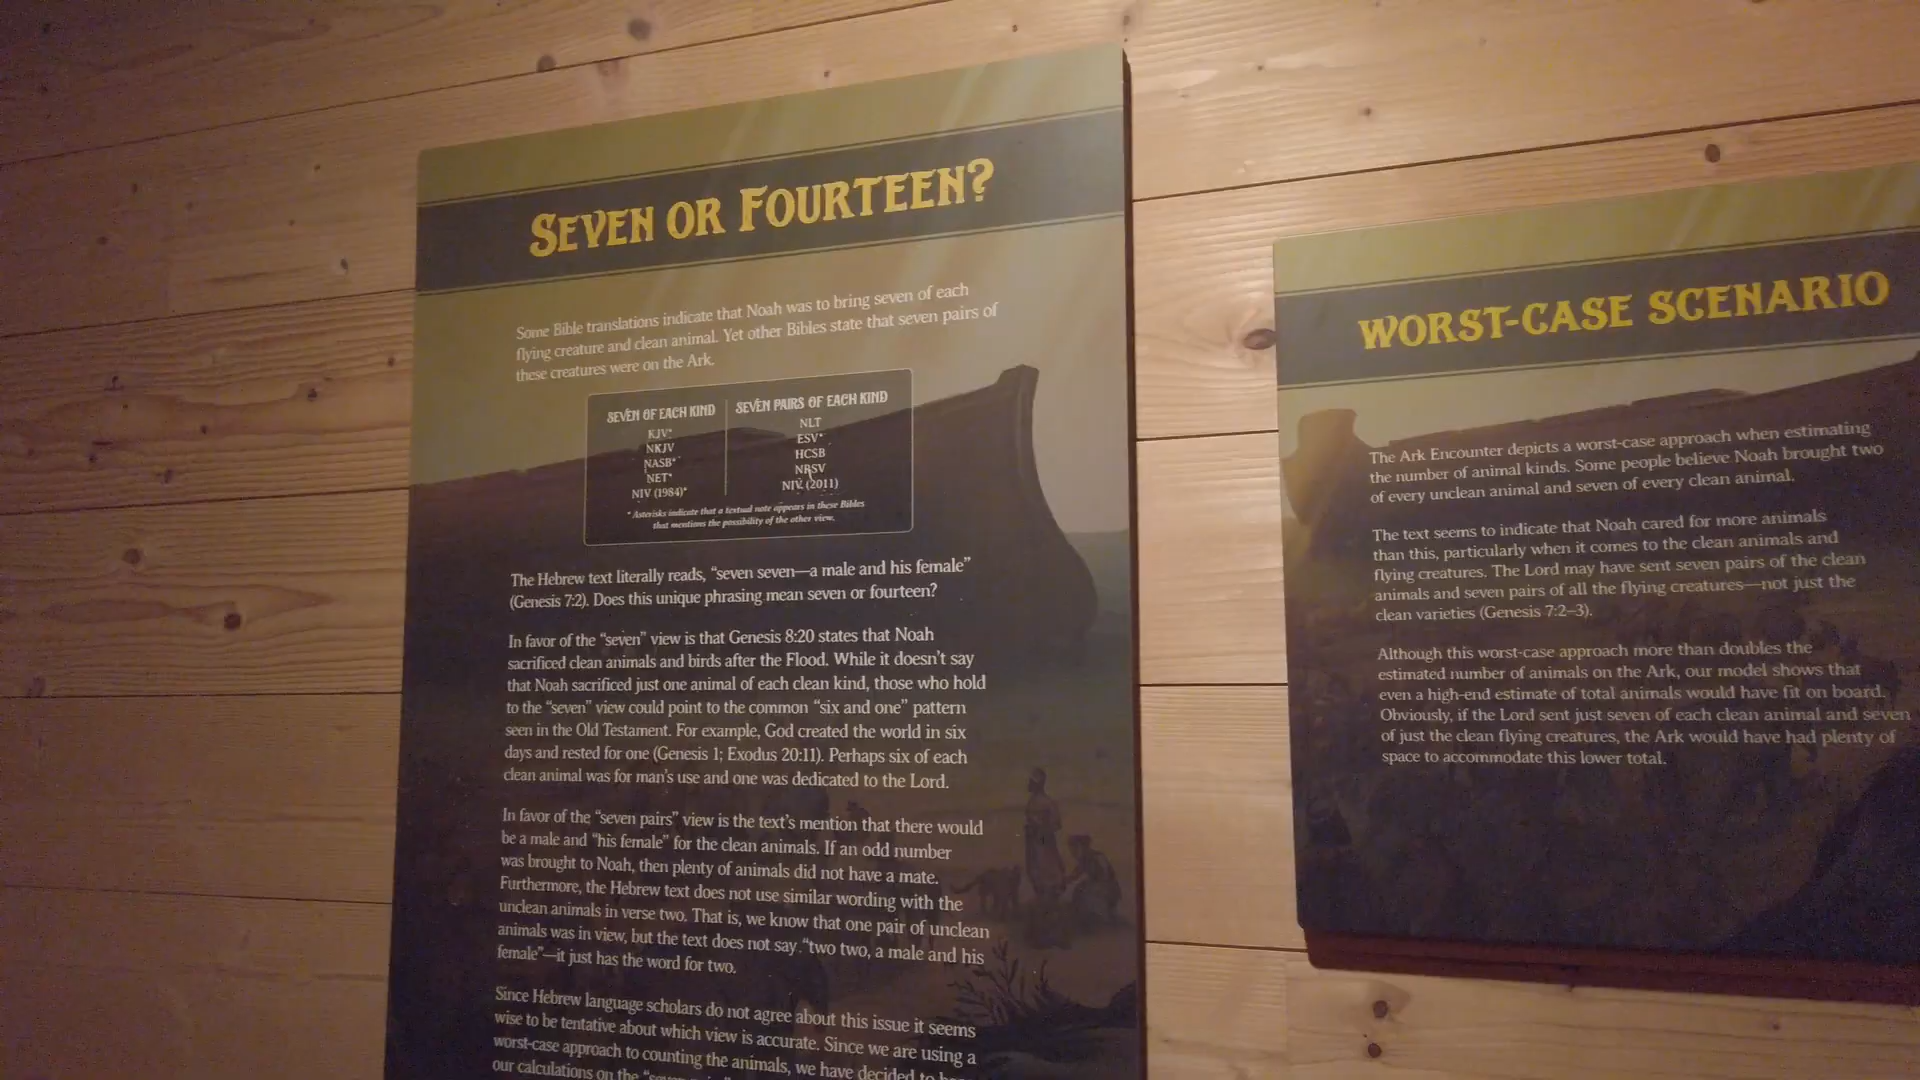 SEVEN OR FOURTEEN?
Some Bible translations indicate that Noah was to bring seven of each
flying creature and clean animal. Yet other Bibles state that seven pairs of
these creatures were on the Ark.
SEVEN OF EACH KIND
KJV*
NKJV
NASB*
NET*
NIV (1984)*
SEVEN PAIRS OF EACH KIND
NLT
ESV*
HCSB
NRSV
NIV (2011)
* Asterisks indicate that a textual note appears in these Bibles
that mentions the possibility of the other view.
The Hebrew text literally reads, “seven seven—a male and his female”
(Genesis 7:2). Does this unique phrasing mean seven or fourteen?
In favor of the “seven” view is that Genesis 8:20 states that Noah
sacrificed clean animals and birds after the Flood. While it doesn’t say
that Noah sacrificed just one animal of each clean kind, those who hold
to the “seven” view could point to the common “six and one” pattern
seen in the Old Testament. For example, God created the world in six
days and rested for one (Genesis 1; Exodus 20:11). Perhaps six of each
clean animal was for man’s use and one was dedicated to the Lord.
In favor of the “seven pairs” view is the text’s mention that there would
be a male and “his female” for the clean animals. If an odd number
was brought to Noah, then plenty of animals did not have a mate.
Furthermore, the Hebrew text does not use similar wording with the
unclean animals in verse two. That is, we know that one pair of unclean
animals was in view, but the text does not say “two two, a male and his
female”—it just has the word for two.
Since Hebrew language scholars do not agree about this issue it seems
wise to be tentative about which view is accurate. Since we are using a
worst-case approach to counting the animals, we have decided to
our calculations on the
WORST-CASE SCENARIO
The Ark Encounter depicts a worst-case approach when estimating
the number of animal kinds. Some people believe Noah brought two
of every unclean animal and seven of every clean animal.
The text seems to indicate that Noah cared for more animals
than this, particularly when it comes to the clean animals and
flying creatures. The Lord may have sent seven pairs of the clean
animals and seven pairs of all the flying creatures—not just the
clean varieties (Genesis 7:2–3).
Although this worst-case approach more than doubles the
estimated number of animals on the Ark, our model shows that
even a high-end estimate of total animals would have fit on board.
Obviously, if the Lord sent just seven of each clean animal and seven
of just the clean flying creatures, the Ark would have had plenty of
space to accommodate this lower total.